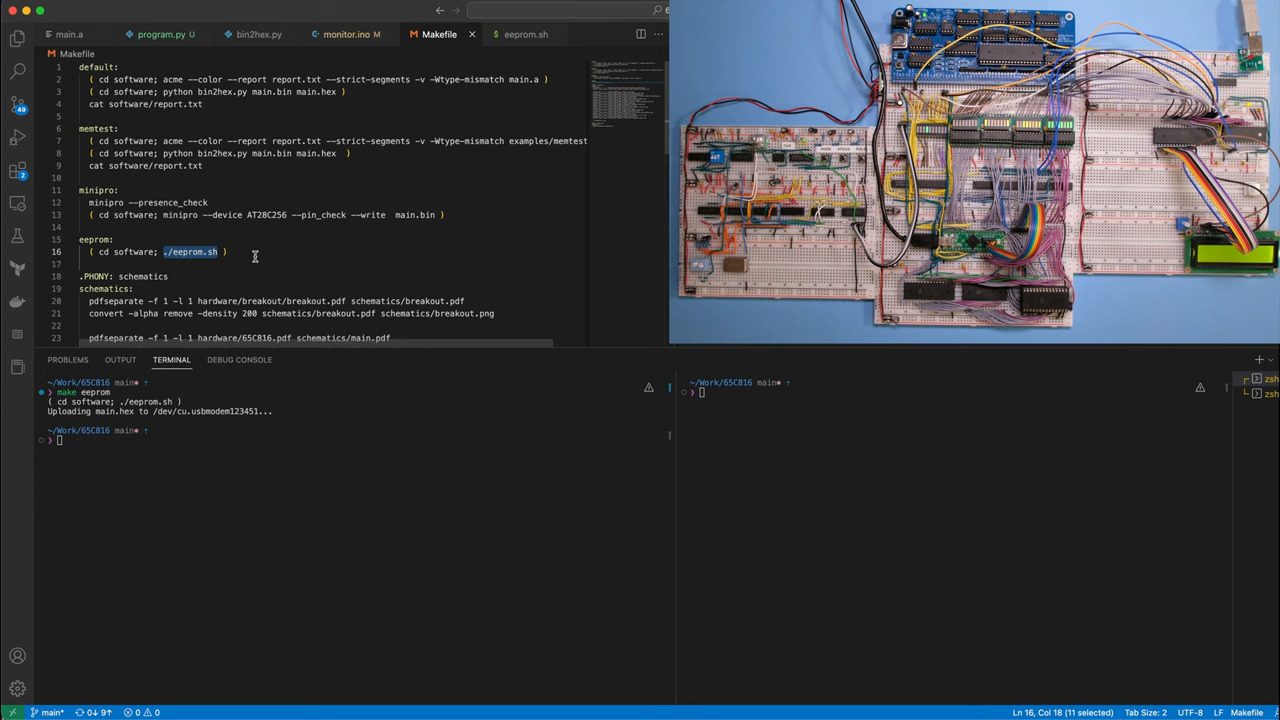 main.a
program.py U
bin2hex.py
monitor.ino M
Makefile
eeprom.sh
Makefile
1 default:
2 ( cd software; acme --color --report report.txt --strict-segments -v -Wtype-mismatch main.a )
3 ( cd software; python bin2hex.py main.bin main.hex )
4 cat software/report.txt
5
6 memtest:
7 ( cd software; acme --color --report report.txt --strict-segments -v -Wtype-mismatch examples/memtest
8 ( cd software; python bin2hex.py main.bin main.hex )
9 cat software/report.txt
10
11 minipro:
12 minipro --presence_check
13 ( cd software; minipro --device AT28C256 --pin_check --write main.bin )
14
15 eeprom:
16 ( cd software; ./eeprom.sh )
17
18 .PHONY: schematics
19 schematics:
20 pdfseparate -f 1 -l 1 hardware/breakout/breakout.pdf schematics/breakout.pdf
21 convert -alpha remove -density 200 schematics/breakout.pdf schematics/breakout.png
22
23 pdfseparate -f 1 -l 1 hardware/65C816.pdf schematics/main.pdf
49
2
PROBLEMS OUTPUT TERMINAL DEBUG CONSOLE
~/Work/65C816 main* ↑
❯ make eeprom
( cd software; ./eeprom.sh )
Uploading main.hex to /dev/cu.usbmodem123451...
~/Work/65C816 main* ↑
❯
~/Work/65C816 main* ↑
❯
zsh
zsh
main* 0↓ 9↑ 0 0
Ln 16, Col 18 (11 selected) Tab Size: 2 UTF-8 LF Makefile